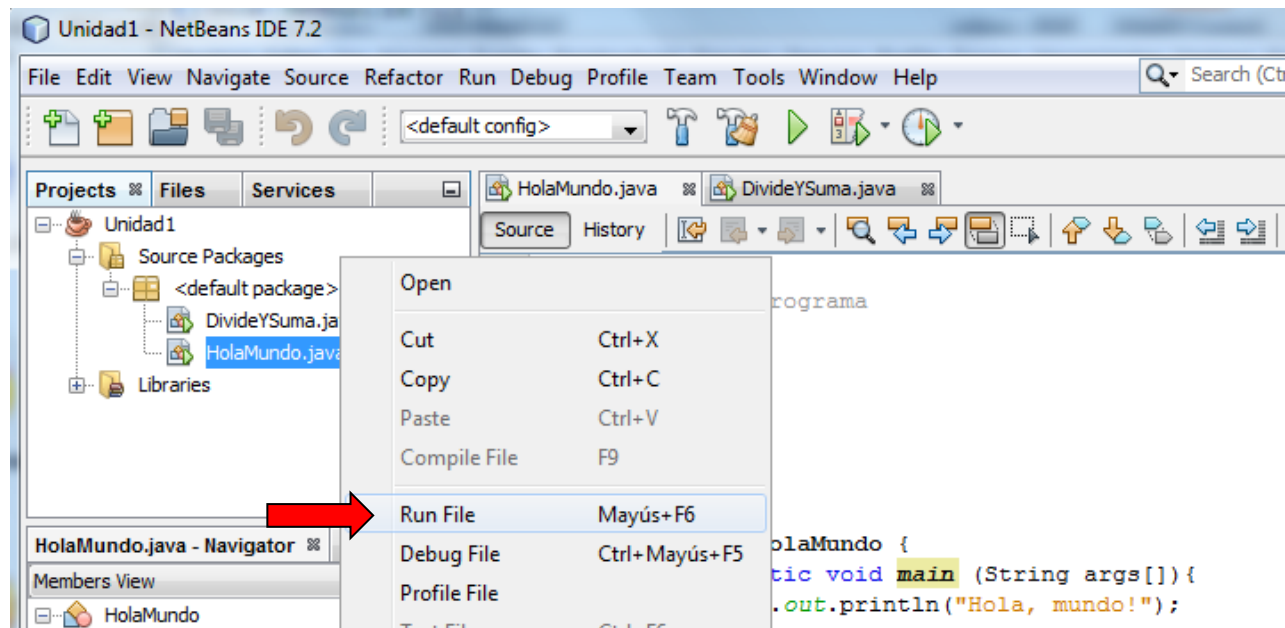 Unidad1 - NetBeans IDE 7.2
File Edit View Navigate Source Refactor Run Debug Profile Team Tools Window Help
Search (Ct
<default config>
Projects Files Services
HolaMundo.java DivideYSuma.java
Source History
Unidad1
Source Packages
<default package>
DivideYSuma.ja
HolaMundo.java
Libraries
Open
Cut Ctrl+X
Copy Ctrl+C
Paste Ctrl+V
Compile File F9
Run File Mayús+F6
Debug File Ctrl+Mayús+F5
Profile File
rograma
olaMundo {
tic void main (String args[]){
.out.println("Hola, mundo!");
HolaMundo.java - Navigator
Members View
HolaMundo